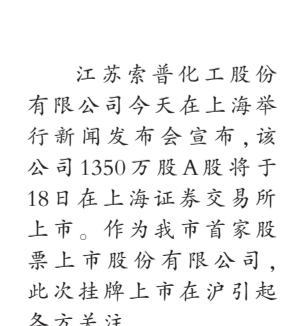 江苏索普化工股份
有限公司今天在上海举
行新闻发布会宣布,该
公司1350万股A股将于
18日在上海证券交易所
上市。作为我市首家股
票上市股份有限公司,
此次挂牌上市在沪引起
各方关注